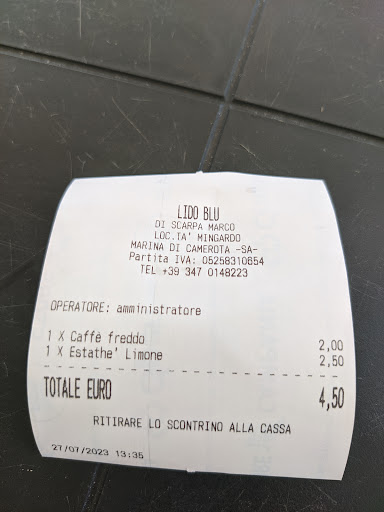 LIDO BLU
DI SCARPA MARCO
LOC.TA' MINGARDO
MARINA DI CAMEROTA -SA-
Partita IVA: 05258310654
TEL +39 347 0148223
OPERATORE: amministratore
1 X Caffè freddo 2,00
1 X Estathe' Limone 2,50
TOTALE EURO 4,50
RITIRARE LO SCONTRINO ALLA CASSA
27/07/2023 13:35